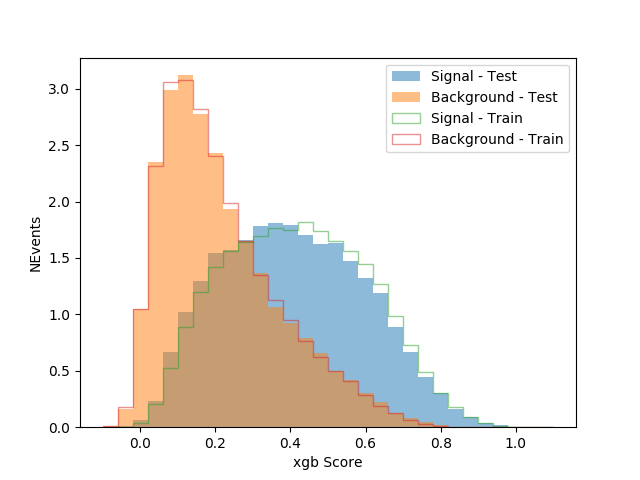 Signal - Test
Background - Test
Signal - Train
Background - Train
3.0
2.5
2.0
1.5
1.0
0.5
0.0
NEvents
0.0 0.2 0.4 0.6 0.8 1.0
xgb Score